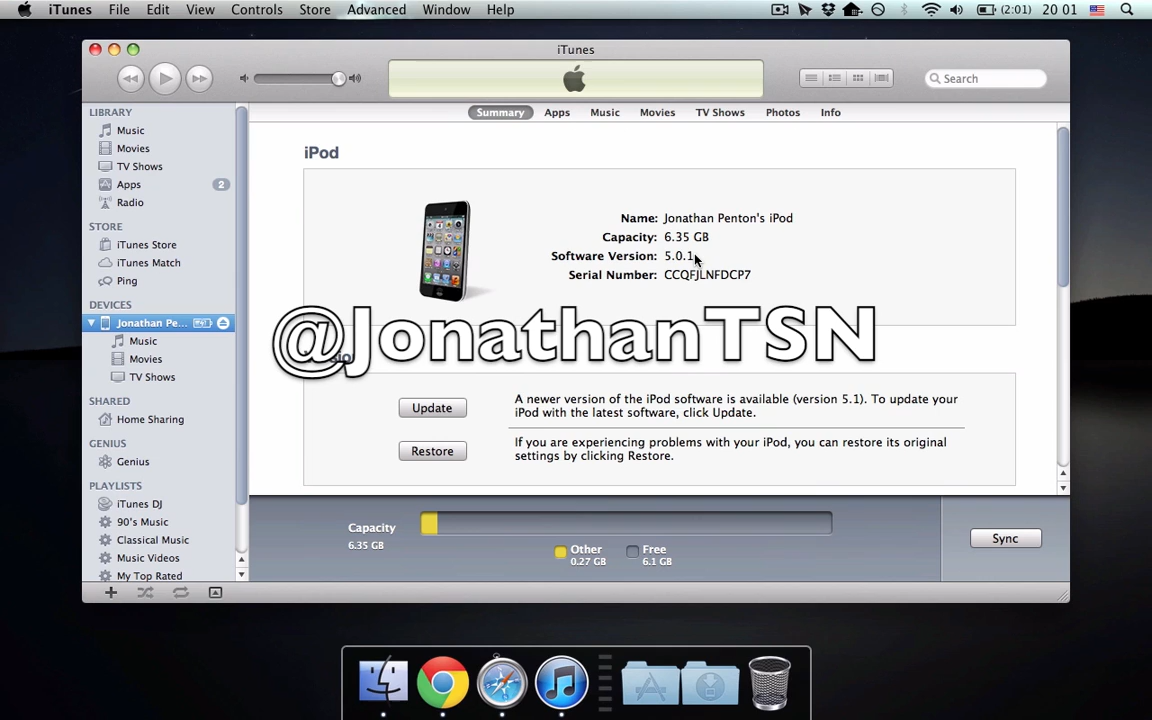 iTunes File Edit View Controls Store Advanced Window Help (2:01) 20 01
iTunes
Search
LIBRARY
Music
Movies
TV Shows
Apps 2
Radio
STORE
iTunes Store
iTunes Match
Ping
DEVICES
Jonathan Pe...
Music
Movies
TV Shows
SHARED
Home Sharing
GENIUS
Genius
PLAYLISTS
iTunes DJ
90's Music
Classical Music
Music Videos
My Top Rated
Summary Apps Music Movies TV Shows Photos Info
iPod
Name: Jonathan Penton's iPod
Capacity: 6.35 GB
Software Version: 5.0.1
Serial Number: CCQFJLNFDCP7
@JonathanTSN
Update
A newer version of the iPod software is available (version 5.1). To update your
iPod with the latest software, click Update.
Restore
If you are experiencing problems with your iPod, you can restore its original
settings by clicking Restore.
Capacity
6.35 GB
Other
0.27 GB
Free
6.1 GB
Sync